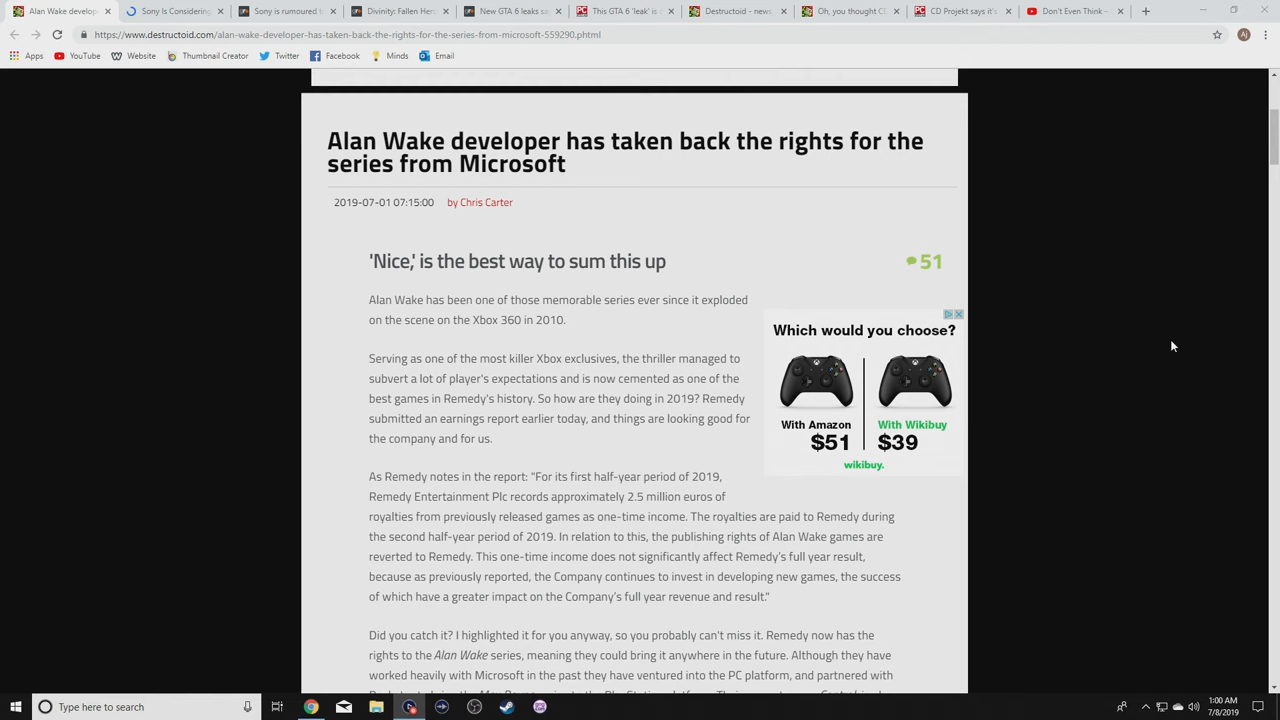 Alan Wake develop
Sony Is Considering
Sony is rumoured t
Divinity: Fallen Her
New GTA 6 leaks sa
This GTA 6 'leak' is
Destructoid - news,
Oh, you thought C
CD Projekt says it's
Don't Even Think -
https://www.destructoid.com/alan-wake-developer-has-taken-back-the-rights-for-the-series-from-microsoft-559290.phtml
Apps
YouTube
Website
Thumbnail Creator
Twitter
Facebook
Minds
Email
Alan Wake developer has taken back the rights for the
series from Microsoft
2019-07-01 07:15:00 by Chris Carter
'Nice,' is the best way to sum this up
51
Alan Wake has been one of those memorable series ever since it exploded
on the scene on the Xbox 360 in 2010.
Serving as one of the most killer Xbox exclusives, the thriller managed to
subvert a lot of player's expectations and is now cemented as one of the
best games in Remedy's history. So how are they doing in 2019? Remedy
submitted an earnings report earlier today, and things are looking good for
the company and for us.
Which would you choose?
With Amazon
$51
With Wikibuy
$39
wikibuy.
As Remedy notes in the report: "For its first half-year period of 2019,
Remedy Entertainment Plc records approximately 2.5 million euros of
royalties from previously released games as one-time income. The royalties are paid to Remedy during
the second half-year period of 2019. In relation to this, the publishing rights of Alan Wake games are
reverted to Remedy. This one-time income does not significantly affect Remedy's full year result,
because as previously reported, the Company continues to invest in developing new games, the success
of which have a greater impact on the Company's full year revenue and result."
Did you catch it? I highlighted it for you anyway, so you probably can't miss it. Remedy now has the
rights to the Alan Wake series, meaning they could bring it anywhere in the future. Although they have
worked heavily with Microsoft in the past they have ventured into the PC platform, and partnered with
Type here to search
1:00 AM
7/8/2019